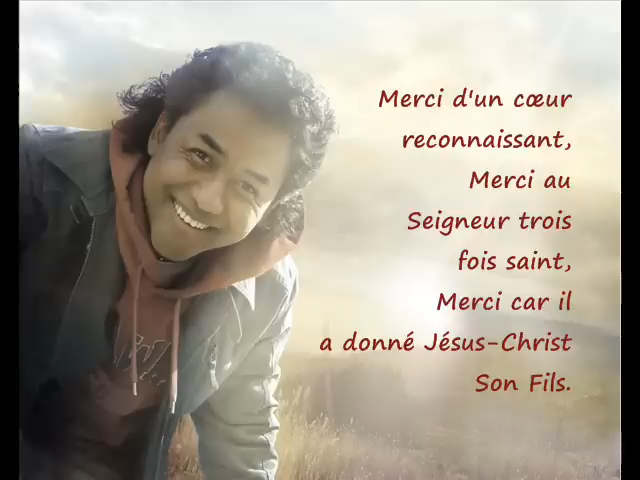 Merci d'un cœur
reconnaissant,
Merci au
Seigneur trois
fois saint,
Merci car il
a donné Jésus-Christ
Son Fils.